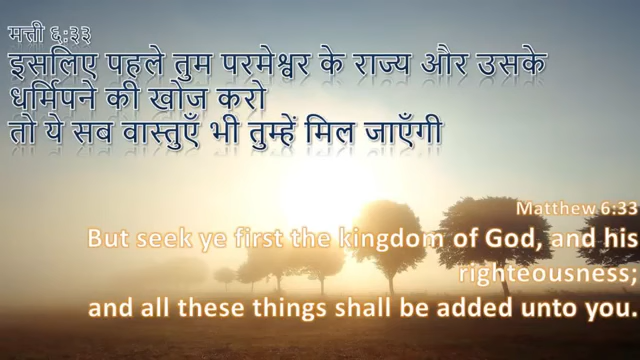 मत्ती ६:३३
इसलिए पहले तुम परमेश्वर के राज्य और उसके
धर्मिपने की खोज करो
तो ये सव वास्तुएँ भी तुम्हें मिल जाएँगी
Matthew 6:33
But seek ye first the kingdom of God, and his
righteousness;
and all these things shall be added unto you.